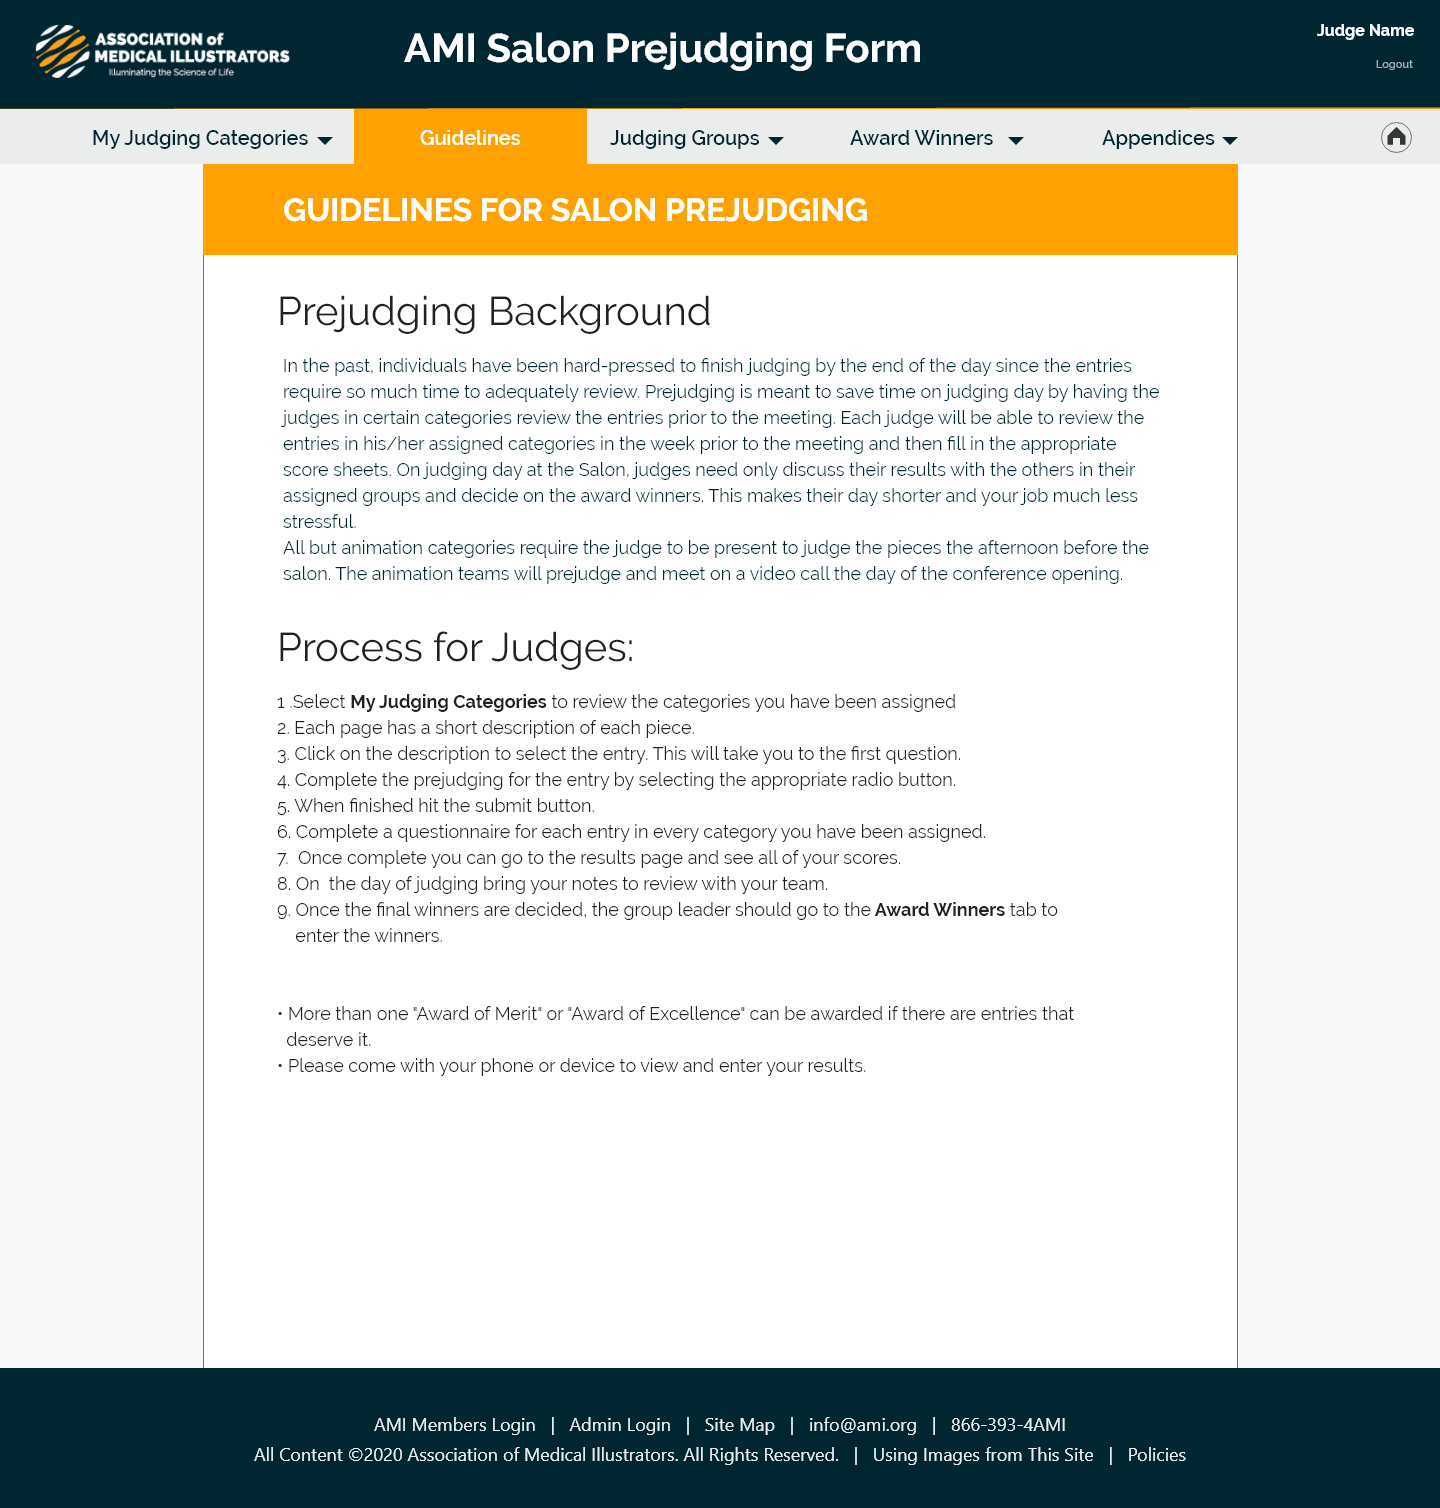 ASSOCIATION of
MEDICAL ILLUSTRATORS
Illuminating the Science of Life
AMI Salon Prejudging Form
Judge Name
Logout
My Judging Categories
Guidelines
Judging Groups
Award Winners
Appendices
GUIDELINES FOR SALON PREJUDGING
Prejudging Background
In the past, individuals have been hard-pressed to finish judging by the end of the day since the entries
require so much time to adequately review. Prejudging is meant to save time on judging day by having the
judges in certain categories review the entries prior to the meeting. Each judge will be able to review the
entries in his/her assigned categories in the week prior to the meeting and then fill in the appropriate
score sheets. On judging day at the Salon, judges need only discuss their results with the others in their
assigned groups and decide on the award winners. This makes their day shorter and your job much less
stressful.
All but animation categories require the judge to be present to judge the pieces the afternoon before the
salon. The animation teams will prejudge and meet on a video call the day of the conference opening.
Process for Judges:
1 .Select My Judging Categories to review the categories you have been assigned
2. Each page has a short description of each piece.
3. Click on the description to select the entry. This will take you to the first question.
4. Complete the prejudging for the entry by selecting the appropriate radio button.
5. When finished hit the submit button.
6. Complete a questionnaire for each entry in every category you have been assigned.
7.  Once complete you can go to the results page and see all of your scores.
8. On  the day of judging bring your notes to review with your team.
9. Once the final winners are decided, the group leader should go to the Award Winners tab to
enter the winners.
• More than one "Award of Merit" or "Award of Excellence" can be awarded if there are entries that
deserve it.
• Please come with your phone or device to view and enter your results.
AMI Members Login | Admin Login | Site Map | info@ami.org | 866-393-4AMI
All Content ©2020 Association of Medical Illustrators. All Rights Reserved. | Using Images from This Site | Policies